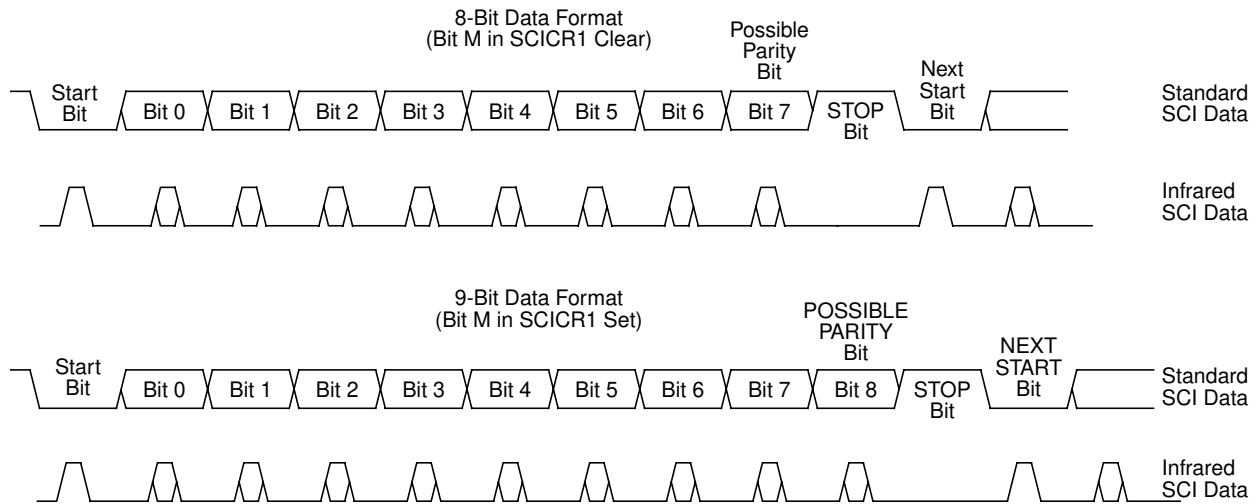 8-Bit Data Format
(Bit M in SCICR1 Clear)
Possible
Parity
Bit
Start
Bit
Bit 0
Bit 1
Bit 2
Bit 3
Bit 4
Bit 5
Bit 6
Bit 7
STOP
Bit
Next
Start
Bit
Standard
SCI Data
Infrared
SCI Data
9-Bit Data Format
(Bit M in SCICR1 Set)
POSSIBLE
PARITY
Bit
Start
Bit
Bit 0
Bit 1
Bit 2
Bit 3
Bit 4
Bit 5
Bit 6
Bit 7
Bit 8
STOP
Bit
NEXT
START
Bit
Standard
SCI Data
Infrared
SCI Data